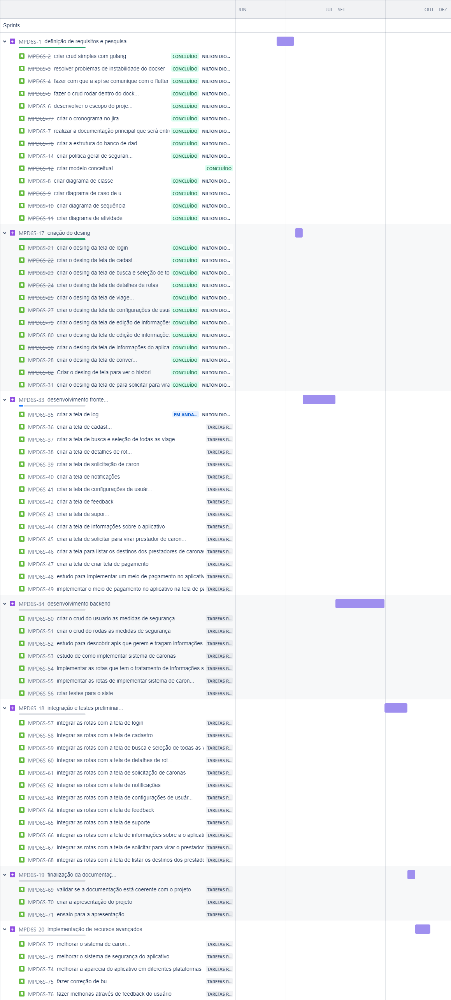 - JUN JUL – SET OUT – DEZ
Sprints
MPD6S-1 definição de requisitos e pesquisa
MPD6S-2 criar crud simples com golang CONCLUÍDO NILTON DIO...
MPD6S-3 resolver problemas de instabilidade do docker CONCLUÍDO NILTON DIO...
MPD6S-4 fazer com que a api se comunique com o flutter CONCLUÍDO NILTON DIO...
MPD6S-5 fazer o crud rodar dentro do dock... CONCLUÍDO NILTON DIO...
MPD6S-6 desenvolver o escopo do proje... CONCLUÍDO NILTON DIO...
MPD6S-77 criar o cronograma no jira CONCLUÍDO NILTON DIO...
MPD6S-7 realizar a documentação principal que será entr CONCLUÍDO NILTON DIO...
MPD6S-78 criar a estrutura do banco de dad... CONCLUÍDO NILTON DIO...
MPD6S-14 criar politica geral de seguran... CONCLUÍDO NILTON DIO...
MPD6S-12 criar modelo conceitual CONCLUÍDO
MPD6S-8 criar diagrama de classe CONCLUÍDO NILTON DIO...
MPD6S-9 criar diagrama de caso de u... CONCLUÍDO NILTON DIO...
MPD6S-10 criar diagrama de sequência CONCLUÍDO NILTON DIO...
MPD6S-11 criar diagrama de atividade CONCLUÍDO NILTON DIO...
MPD6S-17 criação do desing
MPD6S-21 criar o desing da tela de login CONCLUÍDO NILTON DIO...
MPD6S-22 criar o desing da tela de cadast... CONCLUÍDO NILTON DIO...
MPD6S-23 criar o desing da tela de busca e seleção de to CONCLUÍDO NILTON DIO...
MPD6S-24 criar o desing da tela de detalhes de rotas CONCLUÍDO NILTON DIO...
MPD6S-25 criar o desing da tela de viage... CONCLUÍDO NILTON DIO...
MPD6S-27 criar o desing da tela de configurações de usua CONCLUÍDO NILTON DIO...
MPD6S-79 criar o desing da tela de edição de informações CONCLUÍDO NILTON DIO...
MPD6S-80 criar o desing da tela de edição de informações CONCLUÍDO NILTON DIO...
MPD6S-30 criar o desing da tela de informações do aplica CONCLUÍDO NILTON DIO...
MPD6S-28 criar o desing da tela de conver... CONCLUÍDO NILTON DIO...
MPD6S-82 Criar o desing de tela para ver o históri... CONCLUÍDO NILTON DIO...
MPD6S-31 criar o desing da tela de para solicitar para vira CONCLUÍDO NILTON DIO...
MPD6S-33 desenvolvimento fronte...
MPD6S-35 criar a tela de log... EM ANDA... NILTON DIO...
MPD6S-36 criar a tela de cadast... TAREFAS P...
MPD6S-37 criar a tela de busca e seleção de todas as viage... TAREFAS P...
MPD6S-38 criar a tela de detalhes de rot... TAREFAS P...
MPD6S-39 criar a tela de solicitação de caron... TAREFAS P...
MPD6S-40 criar a tela de notificações TAREFAS P...
MPD6S-41 criar a tela de configurações de usuár... TAREFAS P...
MPD6S-42 criar a tela de feedback TAREFAS P...
MPD6S-43 criar a tela de supor... TAREFAS P...
MPD6S-44 criar a tela de informações sobre o aplicativo TAREFAS P...
MPD6S-45 criar a tela de solicitar para virar prestador de caron... TAREFAS P...
MPD6S-46 criar a tela para listar os destinos dos prestadores de caronas TAREFAS P...
MPD6S-47 criar a tela de criar tela de pagamento TAREFAS P...
MPD6S-48 estudo para implementar um meio de pagamento no aplicativ TAREFAS P...
MPD6S-49 implementar o meio de pagamento no aplicativo na tela de pa TAREFAS P...
MPD6S-34 desenvolvimento backend
MPD6S-50 criar o crud do usuario as medidas de segurança TAREFAS P...
MPD6S-51 criar o crud do rodas as medidas de segurança TAREFAS P...
MPD6S-52 estudo para descobrir apis que gerem e tragam informações TAREFAS P...
MPD6S-53 estudo de como implementar sistema de caronas TAREFAS P...
MPD6S-54 implementar as rotas que tem o tratamento de informações s TAREFAS P...
MPD6S-55 implementar as rotas de implementar sistema de caron... TAREFAS P...
MPD6S-56 criar testes para o siste... TAREFAS P...
MPD6S-18 integração e testes preliminar...
MPD6S-57 integrar as rotas com a tela de login TAREFAS P...
MPD6S-58 integrar as rotas com a tela de cadastro TAREFAS P...
MPD6S-59 integrar as rotas com a tela de busca e seleção de todas as v TAREFAS P...
MPD6S-60 integrar as rotas com a tela de detalhes de rot... TAREFAS P...
MPD6S-61 integrar as rotas com a tela de solicitação de caronas TAREFAS P...
MPD6S-62 integrar as rotas com a tela de notificações TAREFAS P...
MPD6S-63 integrar as rotas com a tela de configurações de usuár... TAREFAS P...
MPD6S-64 integrar as rotas com a tela de feedback TAREFAS P...
MPD6S-65 integrar as rotas com a tela de suporte TAREFAS P...
MPD6S-66 integrar as rotas com a tela de informações sobre a o aplicati TAREFAS P...
MPD6S-67 integrar as rotas com a tela de solicitar para virar o prestador TAREFAS P...
MPD6S-68 integrar as rotas com a tela de listar os destinos dos prestado TAREFAS P...
MPD6S-19 finalização da documentaç...
MPD6S-69 validar se a documentação está coerente com o projeto TAREFAS P...
MPD6S-70 criar a apresentação do projeto TAREFAS P...
MPD6S-71 ensaio para a apresentação TAREFAS P...
MPD6S-20 implementação de recursos avançados
MPD6S-72 melhorar o sistema de caron... TAREFAS P...
MPD6S-73 melhorar o sistema de segurança do aplicativo TAREFAS P...
MPD6S-74 melhorar a aparecia do aplicativo em diferentes plataformas TAREFAS P...
MPD6S-75 fazer correção de bu... TAREFAS P...
MPD6S-76 fazer melhorias através de feedback do usuário TAREFAS P...